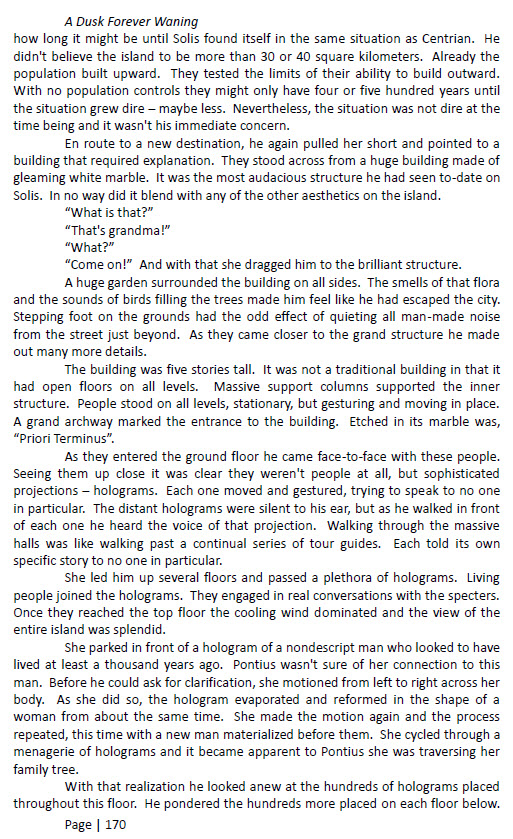 A Dusk Forever Waning
how long it might be until Solis found itself in the same situation as Centrian. He
didn't believe the island to be more than 30 or 40 square kilometers. Already the
population built upward. They tested the limits of their ability to build outward.
With no population controls they might only have four or five hundred years until
the situation grew dire – maybe less. Nevertheless, the situation was not dire at the
time being and it wasn't his immediate concern.
En route to a new destination, he again pulled her short and pointed to a
building that required explanation. They stood across from a huge building made of
gleaming white marble. It was the most audacious structure he had seen to-date on
Solis. In no way did it blend with any of the other aesthetics on the island.
“What is that?”
“That's grandma!”
“What?”
“Come on!” And with that she dragged him to the brilliant structure.
A huge garden surrounded the building on all sides. The smells of that flora
and the sounds of birds filling the trees made him feel like he had escaped the city.
Stepping foot on the grounds had the odd effect of quieting all man-made noise
from the street just beyond. As they came closer to the grand structure he made
out many more details.
The building was five stories tall. It was not a traditional building in that it
had open floors on all levels. Massive support columns supported the inner
structure. People stood on all levels, stationary, but gesturing and moving in place.
A grand archway marked the entrance to the building. Etched in its marble was,
“Priori Terminus”.
As they entered the ground floor he came face-to-face with these people.
Seeing them up close it was clear they weren't people at all, but sophisticated
projections – holograms. Each one moved and gestured, trying to speak to no one
in particular. The distant holograms were silent to his ear, but as he walked in front
of each one he heard the voice of that projection. Walking through the massive
halls was like walking past a continual series of tour guides. Each told its own
specific story to no one in particular.
She led him up several floors and passed a plethora of holograms. Living
people joined the holograms. They engaged in real conversations with the specters.
Once they reached the top floor the cooling wind dominated and the view of the
entire island was splendid.
She parked in front of a hologram of a nondescript man who looked to have
lived at least a thousand years ago. Pontius wasn't sure of her connection to this
man. Before he could ask for clarification, she motioned from left to right across her
body. As she did so, the hologram evaporated and reformed in the shape of a
woman from about the same time. She made the motion again and the process
repeated, this time with a new man materialized before them. She cycled through a
menagerie of holograms and it became apparent to Pontius she was traversing her
family tree.
With that realization he looked anew at the hundreds of holograms placed
throughout this floor. He pondered the hundreds more placed on each floor below.
Page | 170